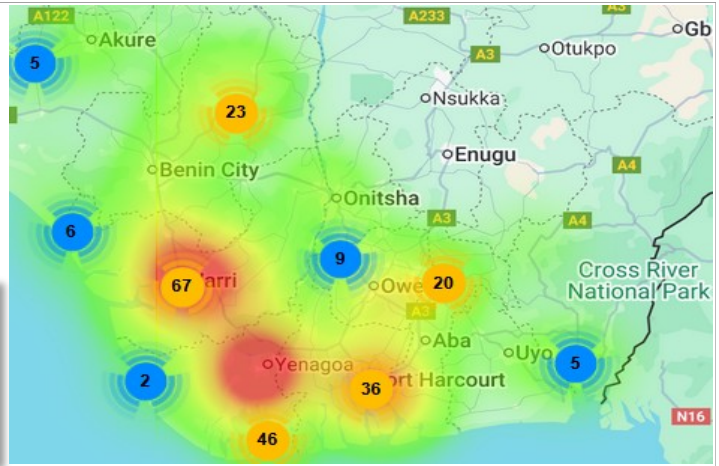 A122
A233
A3
Akure
Gb
Otukpo
5
A3
23
Nsukka
Enugu
Benin City
A4
Onitsha
6
A3
A4
9
Cross River
National Park
67
arri
Owe
20
A3
Aba
Yenagoa
Uyo
5
2
36
ort Harcourt
N16
46